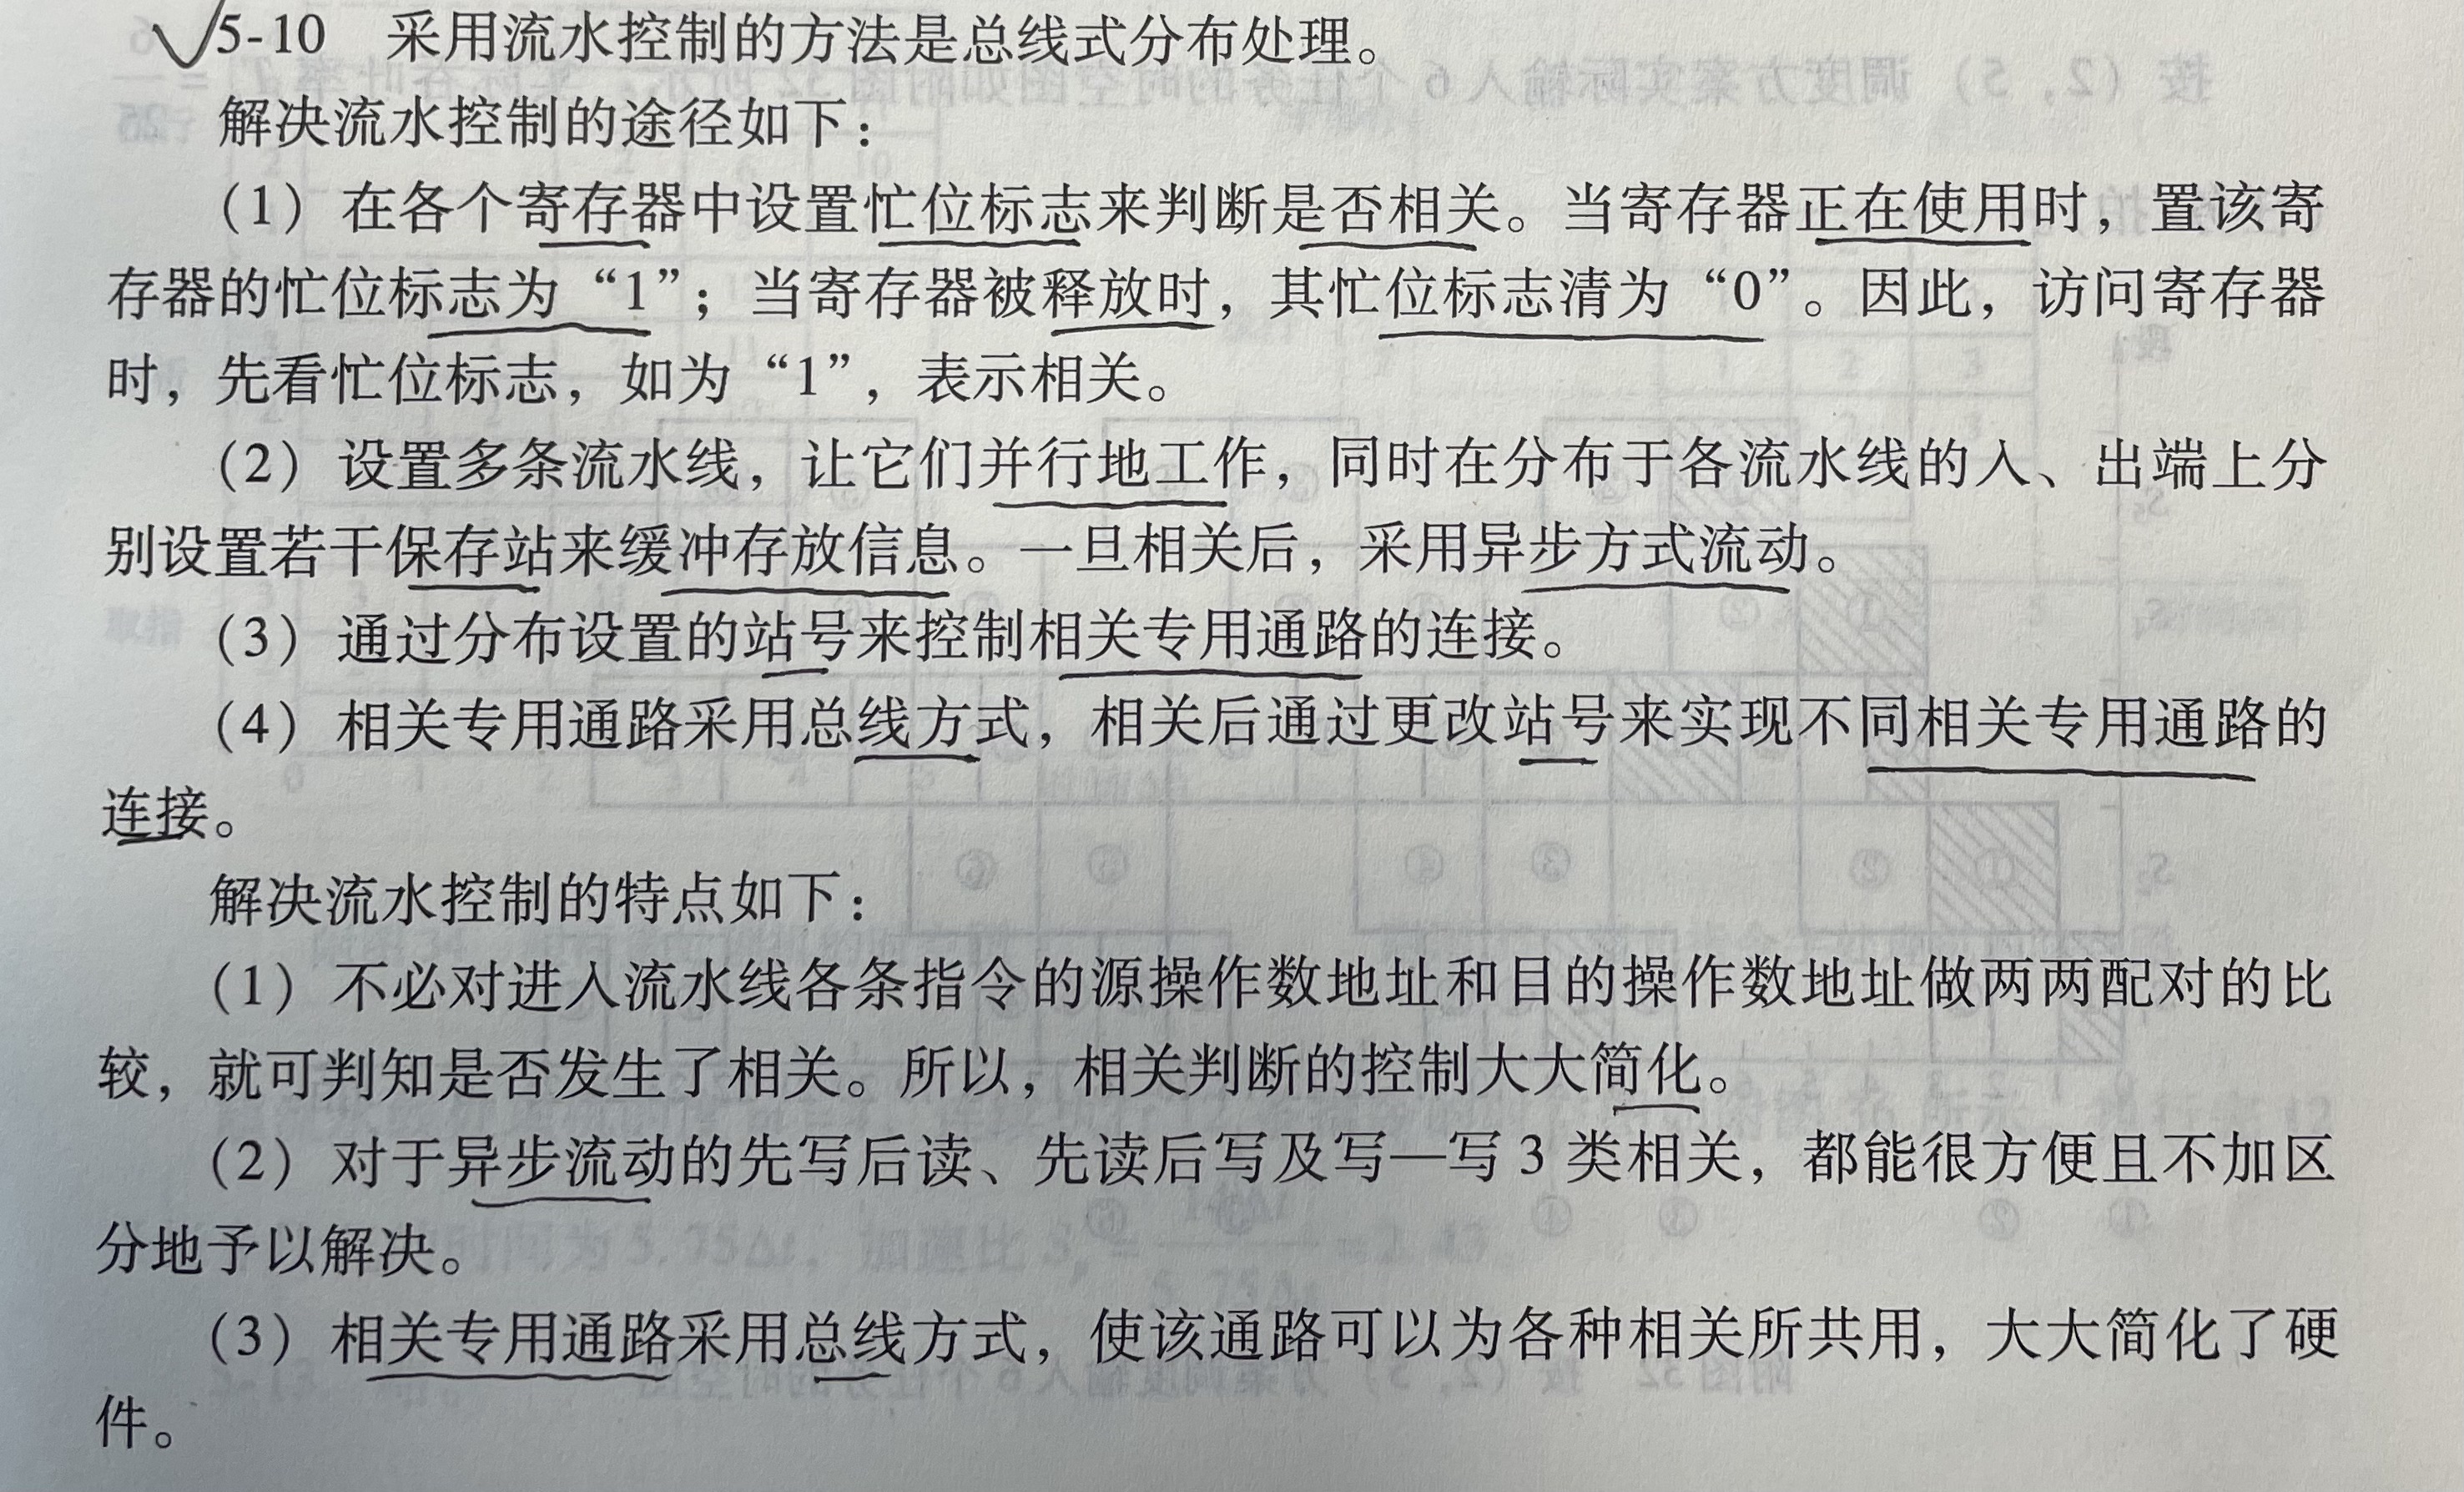 5-10 采用流水控制的方法是总线式分布处理。
解决流水控制的途径如下：
（1）在各个寄存器中设置忙位标志来判断是否相关。当寄存器正在使用时，置该寄
存器的忙位标志为“1”；当寄存器被释放时，其忙位标志清为“0”。因此，访问寄存器
时，先看忙位标志，如为“1”，表示相关。
（2）设置多条流水线，让它们并行地工作，同时在分布于各流水线的入、出端上分
别设置若干保存站来缓冲存放信息。一旦相关后，采用异步方式流动。
（3）通过分布设置的站号来控制相关专用通路的连接。
（4）相关专用通路采用总线方式，相关后通过更改站号来实现不同相关专用通路的
连接。
解决流水控制的特点如下：
（1）不必对进入流水线各条指令的源操作数地址和目的操作数地址做两两配对的比
较，就可判知是否发生了相关。所以，相关判断的控制大大简化。
（2）对于异步流动的先写后读、先读后写及写—写 3 类相关，都能很方便且不加区
分地予以解决。
（3）相关专用通路采用总线方式，使该通路可以为各种相关所共用，大大简化了硬
件。